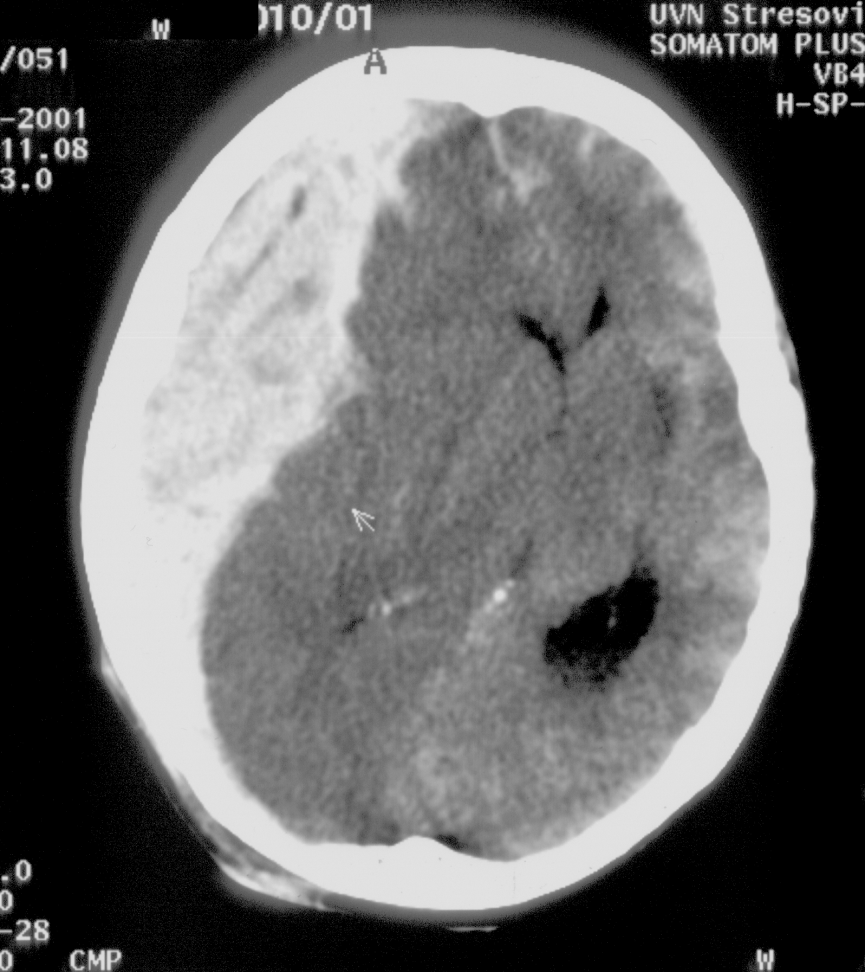 W
010/01
A
UVN Stresovi
SOMATOM PLUS
VB4
H-SP-
/051
-2001
11.08
3.0
.0
0
-28
0
CMP
W